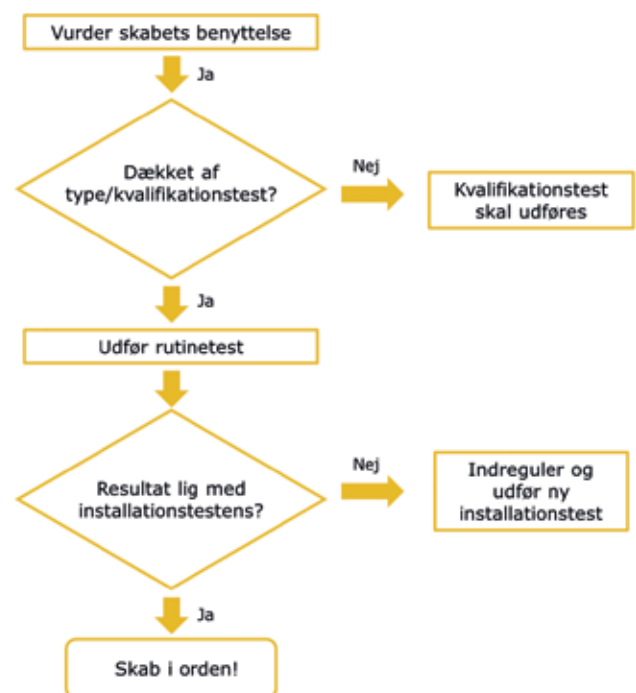 Vurder skabets benyttelse
Ja
Dækket af
type/kvalifikationstest?
Nej
Kvalifikationstest
skal udføres
Ja
Udfør rutinetest
Resultat lig med
installationstestens?
Nej
Indreguler og
udfør ny
installationstest
Ja
Skab i orden!